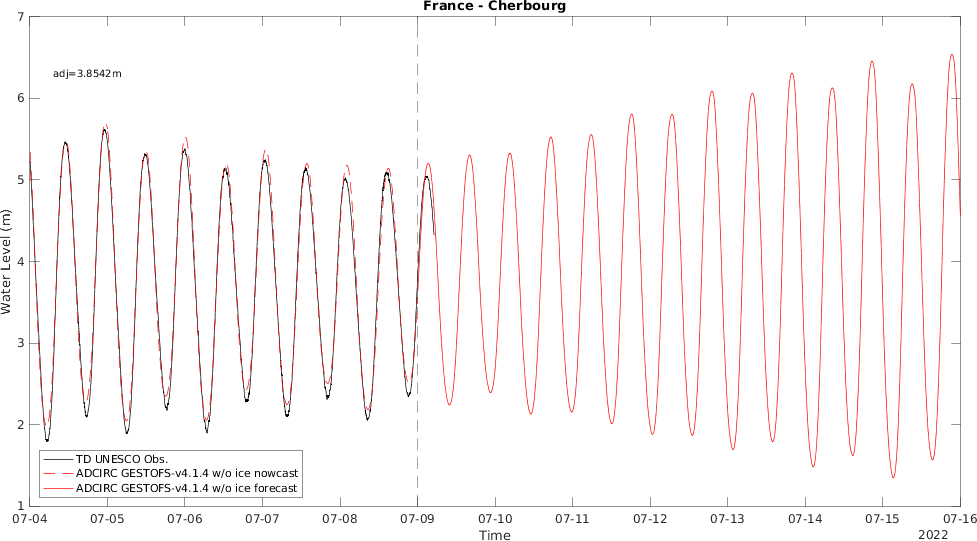 France - Cherbourg
7
adj=3.8542m
6
5
4
3
2
1
Water Level (m)
TD UNESCO Obs.
ADCIRC GESTOFS-v4.1.4 w/o ice nowcast
ADCIRC GESTOFS-v4.1.4 w/o ice forecast
07-04 07-05 07-06 07-07 07-08 07-09 07-10 07-11 07-12 07-13 07-14 07-15 07-16
Time
2022